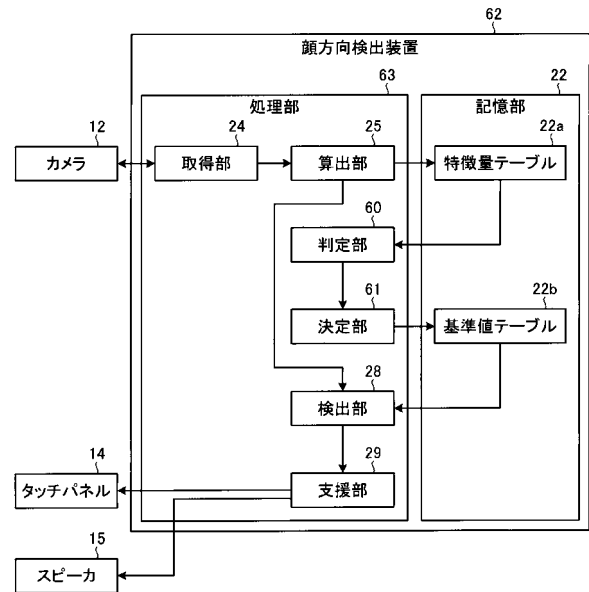 62
顔方向検出装置
63
22
処理部
記憶部
12
24
25
22a
カメラ
取得部
算出部
特徴量テーブル
60
判定部
61
22b
決定部
基準値テーブル
28
検出部
14
29
タッチパネル
支援部
15
スピーカ